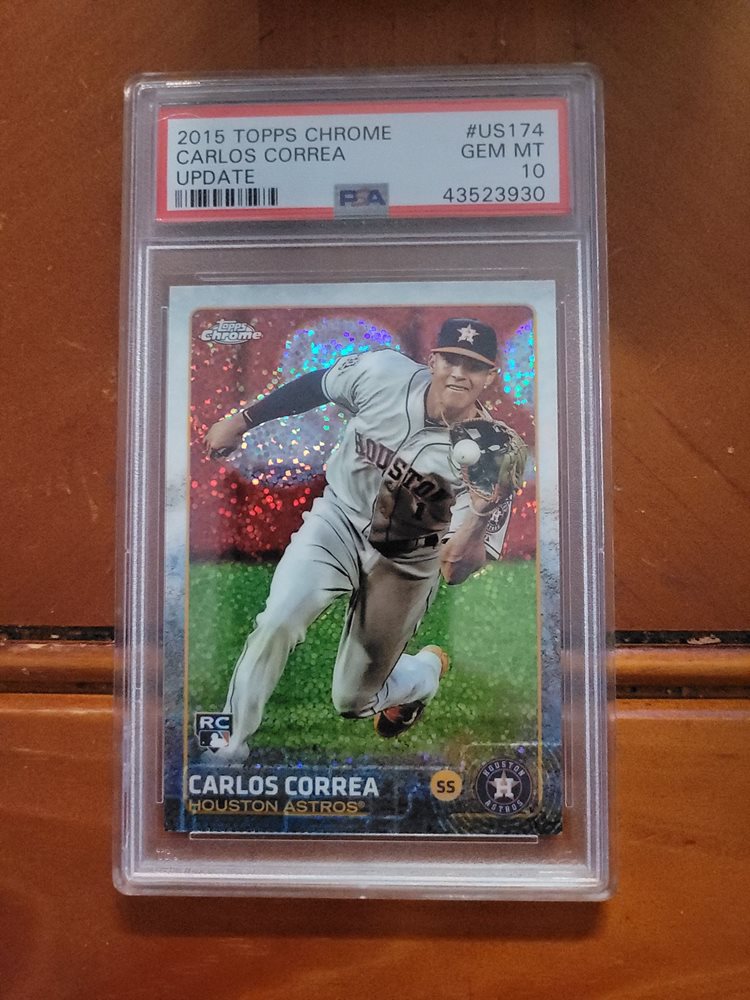 2015 TOPPS CHROME #US174
CARLOS CORREA GEM MT
UPDATE 10
PSA 43523930
Topps
Chrome
HOUSTON
1
RC
CARLOS CORREA SS
HOUSTON ASTROS®
HOUSTON
H
ASTROS